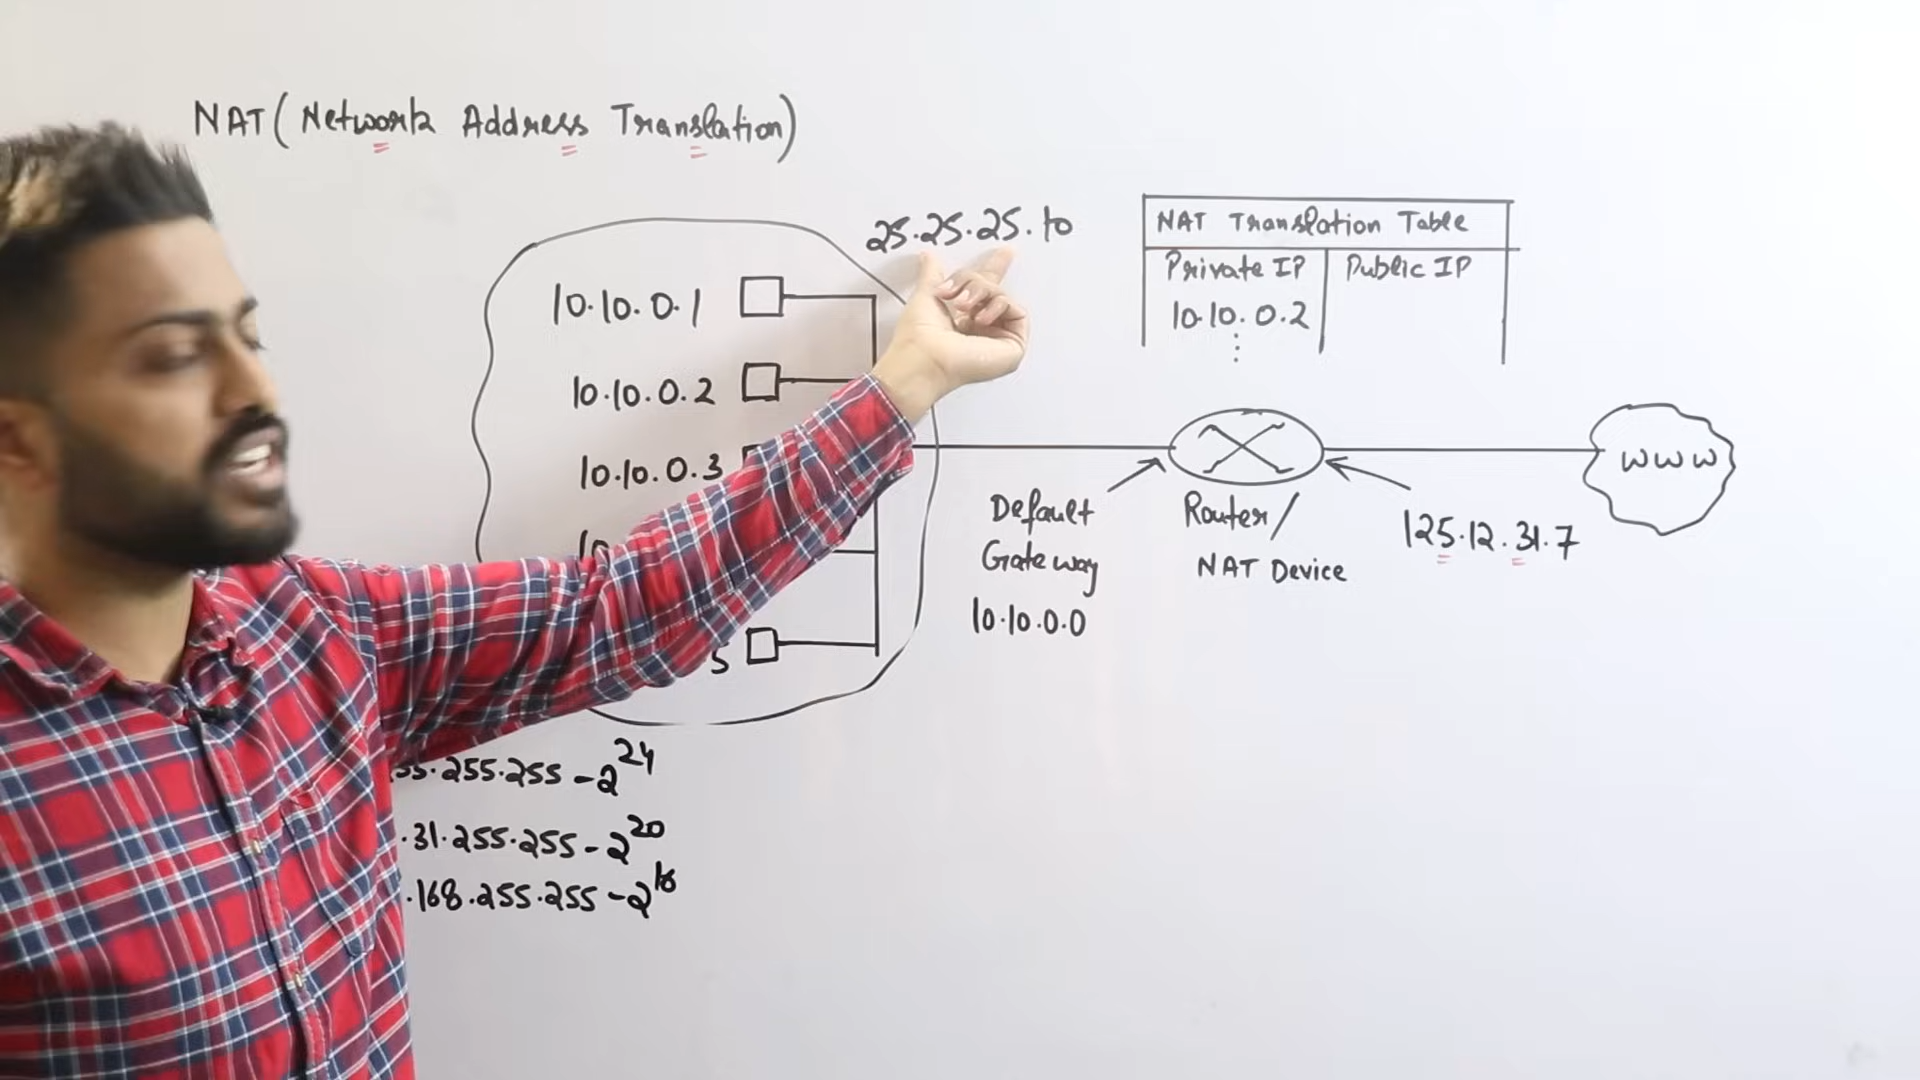 NAT (Network Address Translation)
25.25.25.10
NAT Translation Table
Private IP Public IP
10.10.0.2
10.10.0.1
10.10.0.2
10.10.0.3
10
5
www
Default
Gateway
10.10.0.0
Router/
NAT Device
125.12.31.7
55.255.255 - 2^24
.31.255.255 - 2^20
.168.255.255 - 2^16